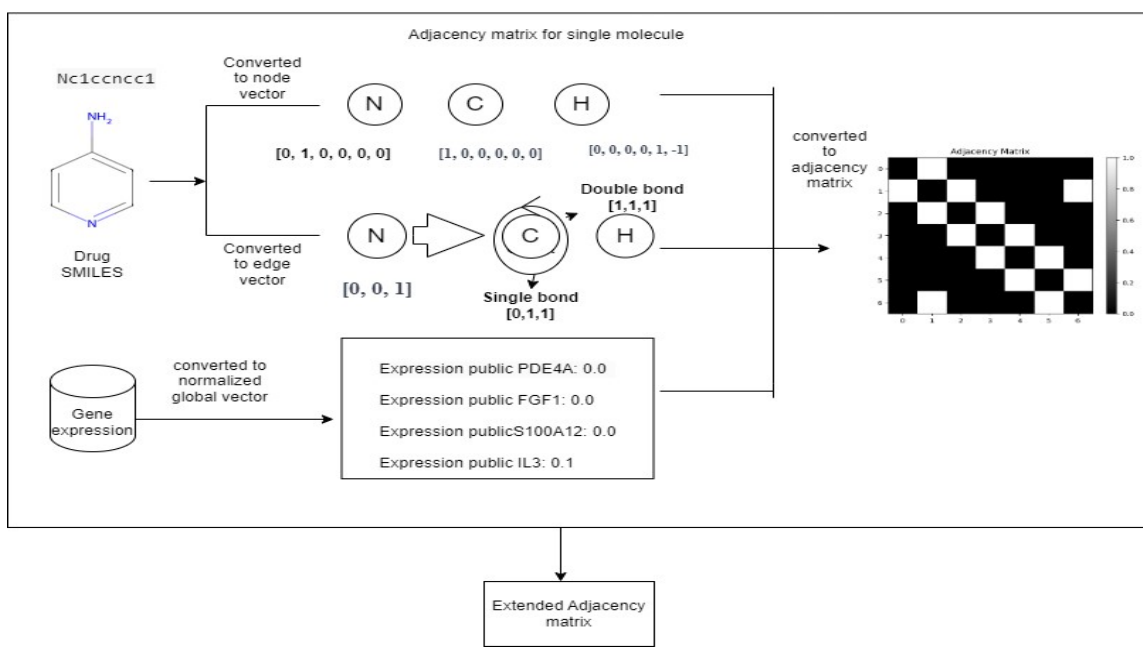 Adjacency matrix for single molecule
Nc1ccncc1
NH2
N
Drug
SMILES
Converted
to node
vector
N
C
H
[0, 1, 0, 0, 0, 0]
[1, 0, 0, 0, 0, 0]
[0, 0, 0, 0, 1, -1]
Converted
to edge
vector
N
C
H
Double bond
[1,1,1]
[0, 0, 1]
Single bond
[0,1,1]
converted
to
adjacency
matrix
Adjacency Matrix
0
1
2
3
4
5
6
0 1 2 3 4 5 6
1.0
0.8
0.6
0.4
0.2
0.0
Gene
expression
converted to
normalized
global vector
Expression public PDE4A: 0.0
Expression public FGF1: 0.0
Expression publicS100A12: 0.0
Expression public IL3: 0.1
Extended Adjacency
matrix